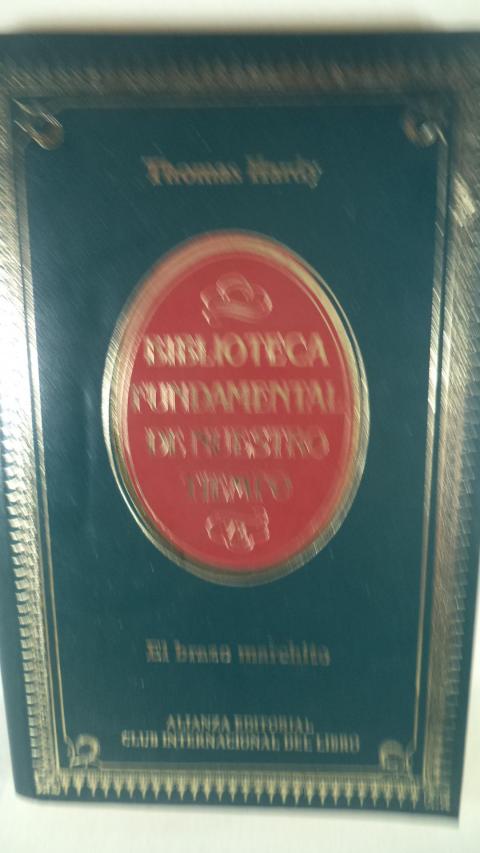 Thomas Hardy
BIBLIOTECA
FUNDAMENTAL
DE NUESTRO
TIEMPO
El brazo marchito
ALIANZA EDITORIAL
CLUB INTERNACIONAL DEL LIBRO